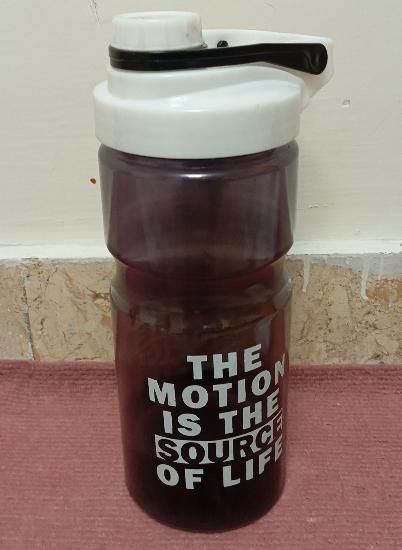 THE
MOTION
IS THE
SOURCE
OF LIFE